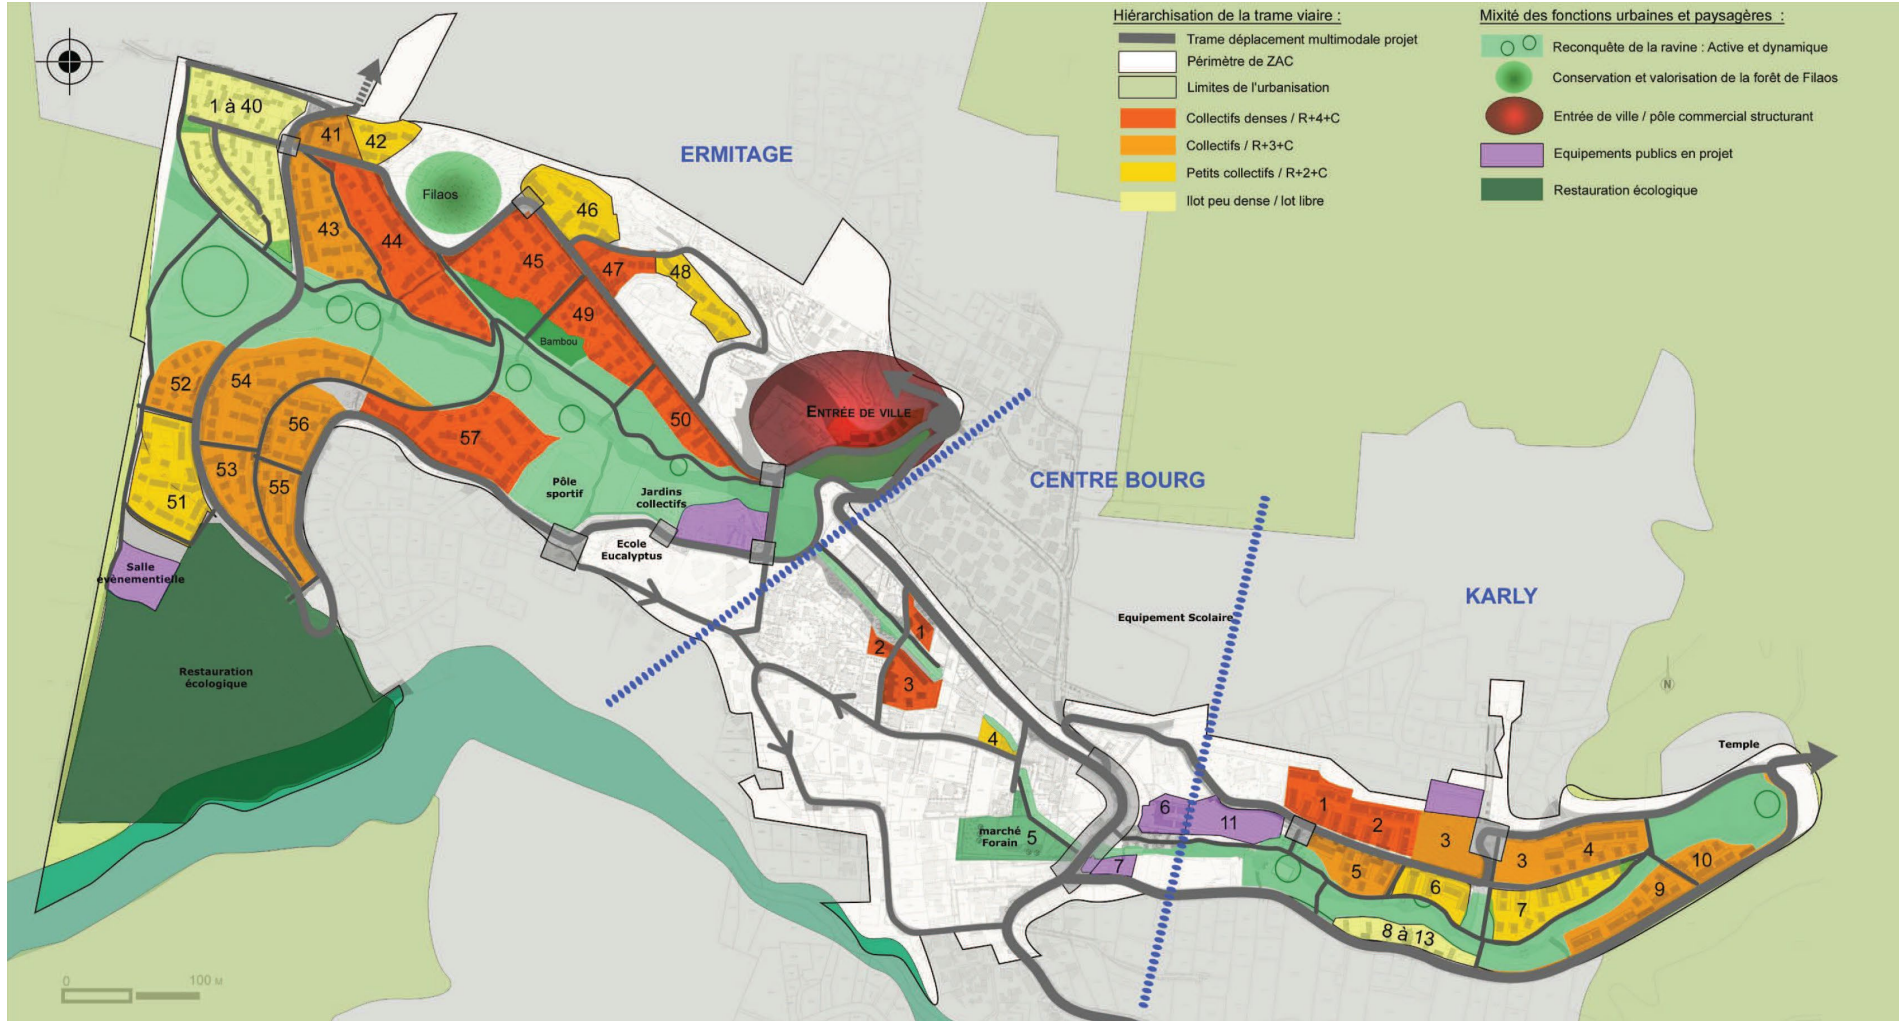 Hiérarchisation de la trame viaire :
Trame déplacement multimodale projet
Périmètre de ZAC
Limites de l'urbanisation
Collectifs denses / R+4+C
Collectifs / R+3+C
Petits collectifs / R+2+C
Ilot peu dense / lot libre
Mixité des fonctions urbaines et paysagères :
Reconquête de la ravine : Active et dynamique
Conservation et valorisation de la forêt de Filaos
Entrée de ville / pôle commercial structurant
Equipements publics en projet
Restauration écologique
ERMITAGE
1 à 40
41
42
Filaos
46
43
44
45
47
48
49
Bambou
52
54
56
57
50
ENTRÉE DE VILLE
53
55
51
Pôle
sportif
Jardins
collectifs
CENTRE BOURG
Ecole
Eucalyptus
Salle
evènementielle
Restauration
écologique
1
2
3
4
marché
Forain
5
6
11
7
Equipement Scolaire
KARLY
N
Temple
1
2
3
3
4
5
6
7
8 à 13
9
10
0
100 M